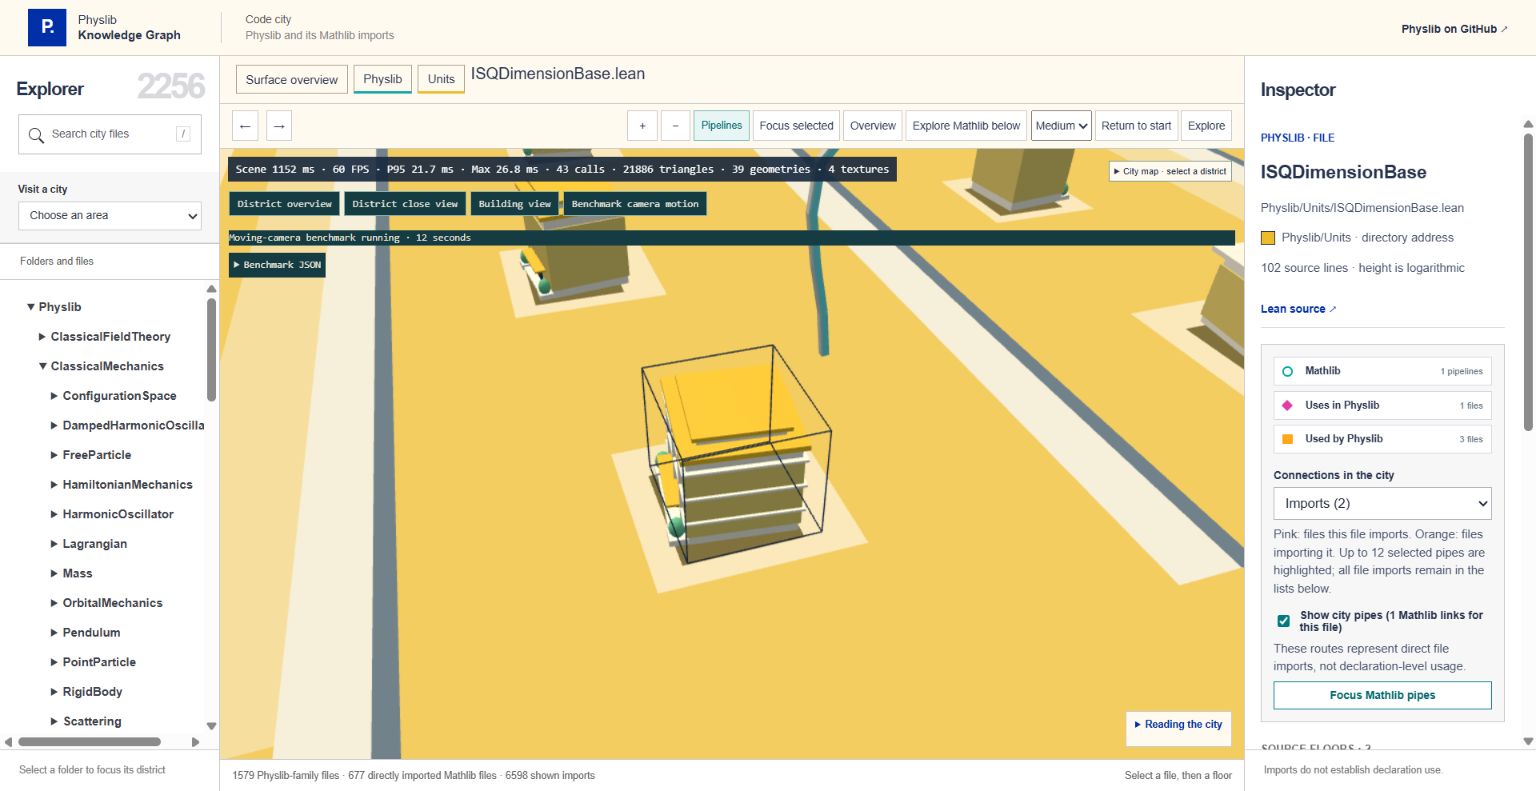 P.
Physlib
Knowledge Graph
Code city
Physlib and its Mathlib imports
Physlib on GitHub ↗
Explorer
2256
Search city files
/
Visit a city
Choose an area
Folders and files
▼ Physlib
▶ ClassicalFieldTheory
▼ ClassicalMechanics
▶ ConfigurationSpace
▶ DampedHarmonicOscilla
▶ FreeParticle
▶ HamiltonianMechanics
▶ HarmonicOscillator
▶ Lagrangian
▶ Mass
▶ OrbitalMechanics
▶ Pendulum
▶ PointParticle
▶ RigidBody
▶ Scattering
Select a folder to focus its district
Surface overview
Physlib
Units
ISQDimensionBase.lean
←
→
+
−
Pipelines
Focus selected
Overview
Explore Mathlib below
Medium
Return to start
Explore
Scene 1152 ms · 60 FPS · P95 21.7 ms · Max 26.8 ms · 43 calls · 21886 triangles · 39 geometries · 4 textures
▶ City map · select a district
District overview
District close view
Building view
Benchmark camera motion
Moving-camera benchmark running · 12 seconds
▶ Benchmark JSON
▶ Reading the city
1579 Physlib-family files · 677 directly imported Mathlib files · 6598 shown imports
Select a file, then a floor
Inspector
PHYSLIB · FILE
ISQDimensionBase
Physlib/Units/ISQDimensionBase.lean
Physlib/Units · directory address
102 source lines · height is logarithmic
Lean source ↗
Mathlib
1 pipelines
Uses in Physlib
1 files
Used by Physlib
3 files
Connections in the city
Imports (2)
Pink: files this file imports. Orange: files
importing it. Up to 12 selected pipes are
highlighted; all file imports remain in the
lists below.
Show city pipes (1 Mathlib links for
this file)
These routes represent direct file
imports, not declaration-level usage.
Focus Mathlib pipes
SOURCE FLOORS · 2
Imports do not establish declaration use.